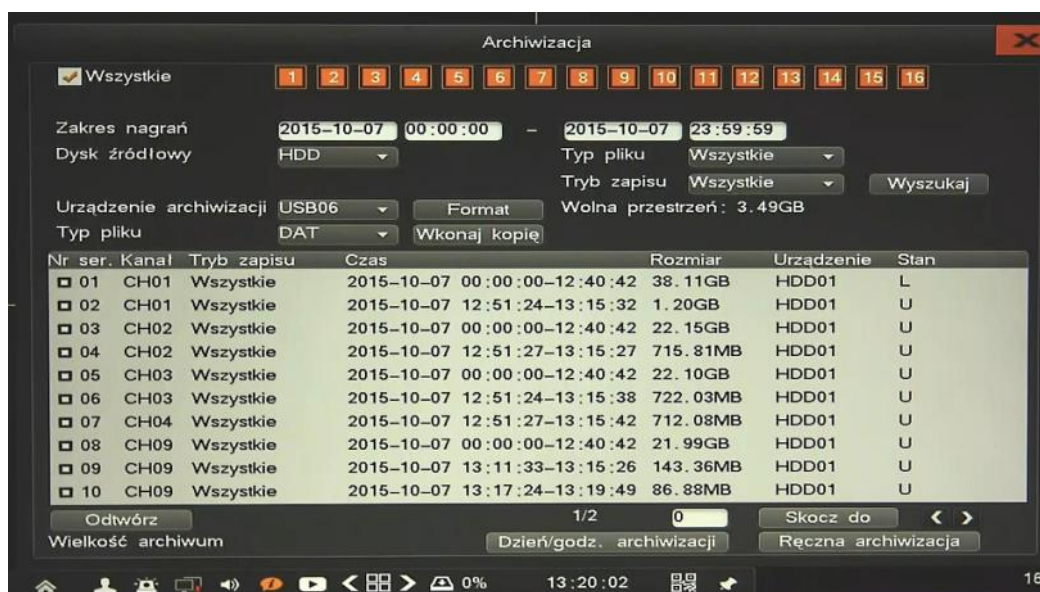 Archiwizacja
Wszystkie 1 2 3 4 5 6 7 8 9 10 11 12 13 14 15 16
Zakres nagrań 2015-10-07 00:00:00 - 2015-10-07 23:59:59
Dysk źródłowy HDD Typ pliku Wszystkie
Tryb zapisu Wszystkie Wyszukaj
Urządzenie archiwizacji USB06 Format Wolna przestrzeń: 3.49GB
Typ pliku DAT Wkonaj kopię
Nr ser. Kanał Tryb zapisu Czas Rozmiar Urządzenie Stan
01 CH01 Wszystkie 2015-10-07 00:00:00-12:40:42 38.11GB HDD01 L
02 CH01 Wszystkie 2015-10-07 12:51:24-13:15:32 1.20GB HDD01 U
03 CH02 Wszystkie 2015-10-07 00:00:00-12:40:42 22.15GB HDD01 U
04 CH02 Wszystkie 2015-10-07 12:51:27-13:15:27 715.81MB HDD01 U
05 CH03 Wszystkie 2015-10-07 00:00:00-12:40:42 22.10GB HDD01 U
06 CH03 Wszystkie 2015-10-07 12:51:24-13:15:38 722.03MB HDD01 U
07 CH04 Wszystkie 2015-10-07 12:51:27-13:15:42 712.08MB HDD01 U
08 CH09 Wszystkie 2015-10-07 00:00:00-12:40:42 21.99GB HDD01 U
09 CH09 Wszystkie 2015-10-07 13:11:33-13:15:26 143.36MB HDD01 U
10 CH09 Wszystkie 2015-10-07 13:17:24-13:19:49 86.88MB HDD01 U
Odtwórz 1/2 0 Skocz do
Wielkość archiwum Dzień/godz. archiwizacji Ręczna archiwizacja
0% 13:20:02 16